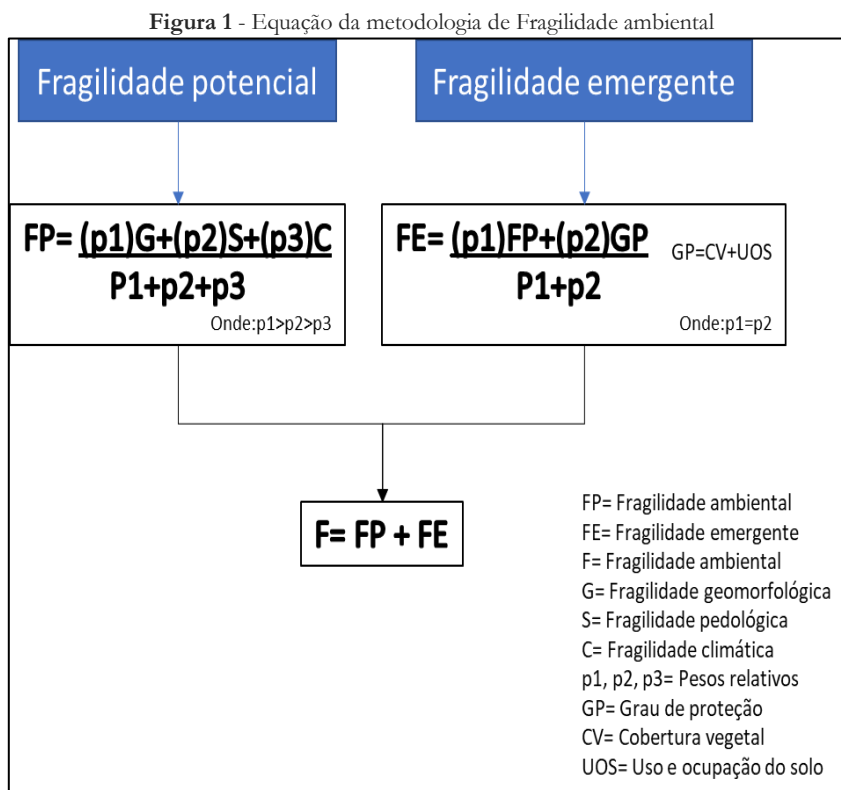 Figura 1 - Equação da metodologia de Fragilidade ambiental
Fragilidade potencial
Fragilidade emergente
FP= (p1)G+(p2)S+(p3)C
P1+p2+p3
Onde:p1>p2>p3
FE= (p1)FP+(p2)GP
P1+p2
GP=CV+UOS
Onde:p1=p2
F= FP + FE
FP= Fragilidade ambiental
FE= Fragilidade emergente
F= Fragilidade ambiental
G= Fragilidade geomorfológica
S= Fragilidade pedológica
C= Fragilidade climática
p1, p2, p3= Pesos relativos
GP= Grau de proteção
CV= Cobertura vegetal
UOS= Uso e ocupação do solo